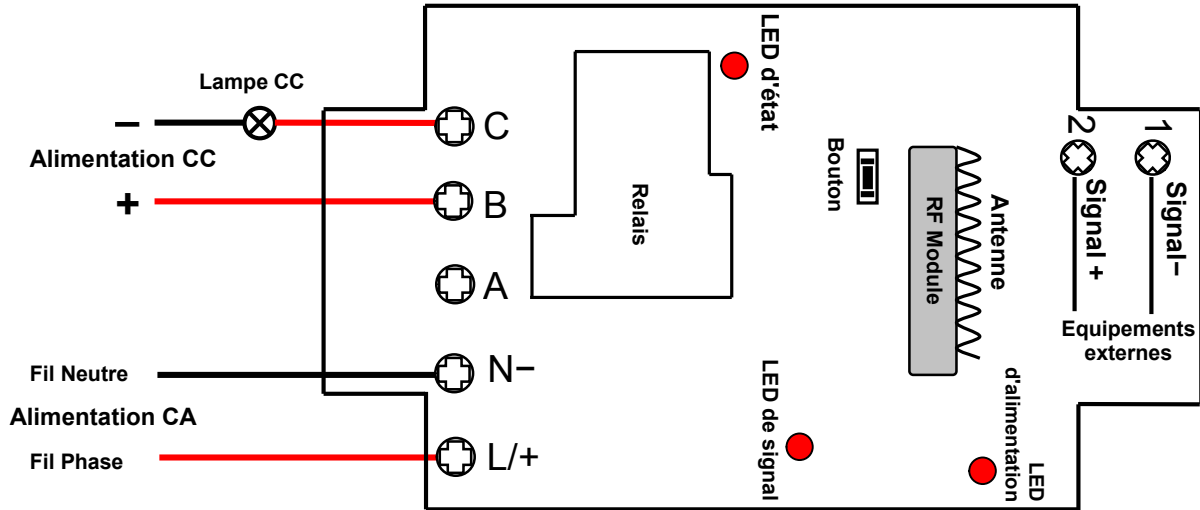 Lampe CC
−
Alimentation CC
+
Fil Neutre
Alimentation CA
Fil Phase
C
B
A
N−
L/+
Relais
LED d'état
Bouton
RF Module
Antenne
LED de signal
LED
d'alimentation
2
1
Signal +
Signal−
Equipements
externes